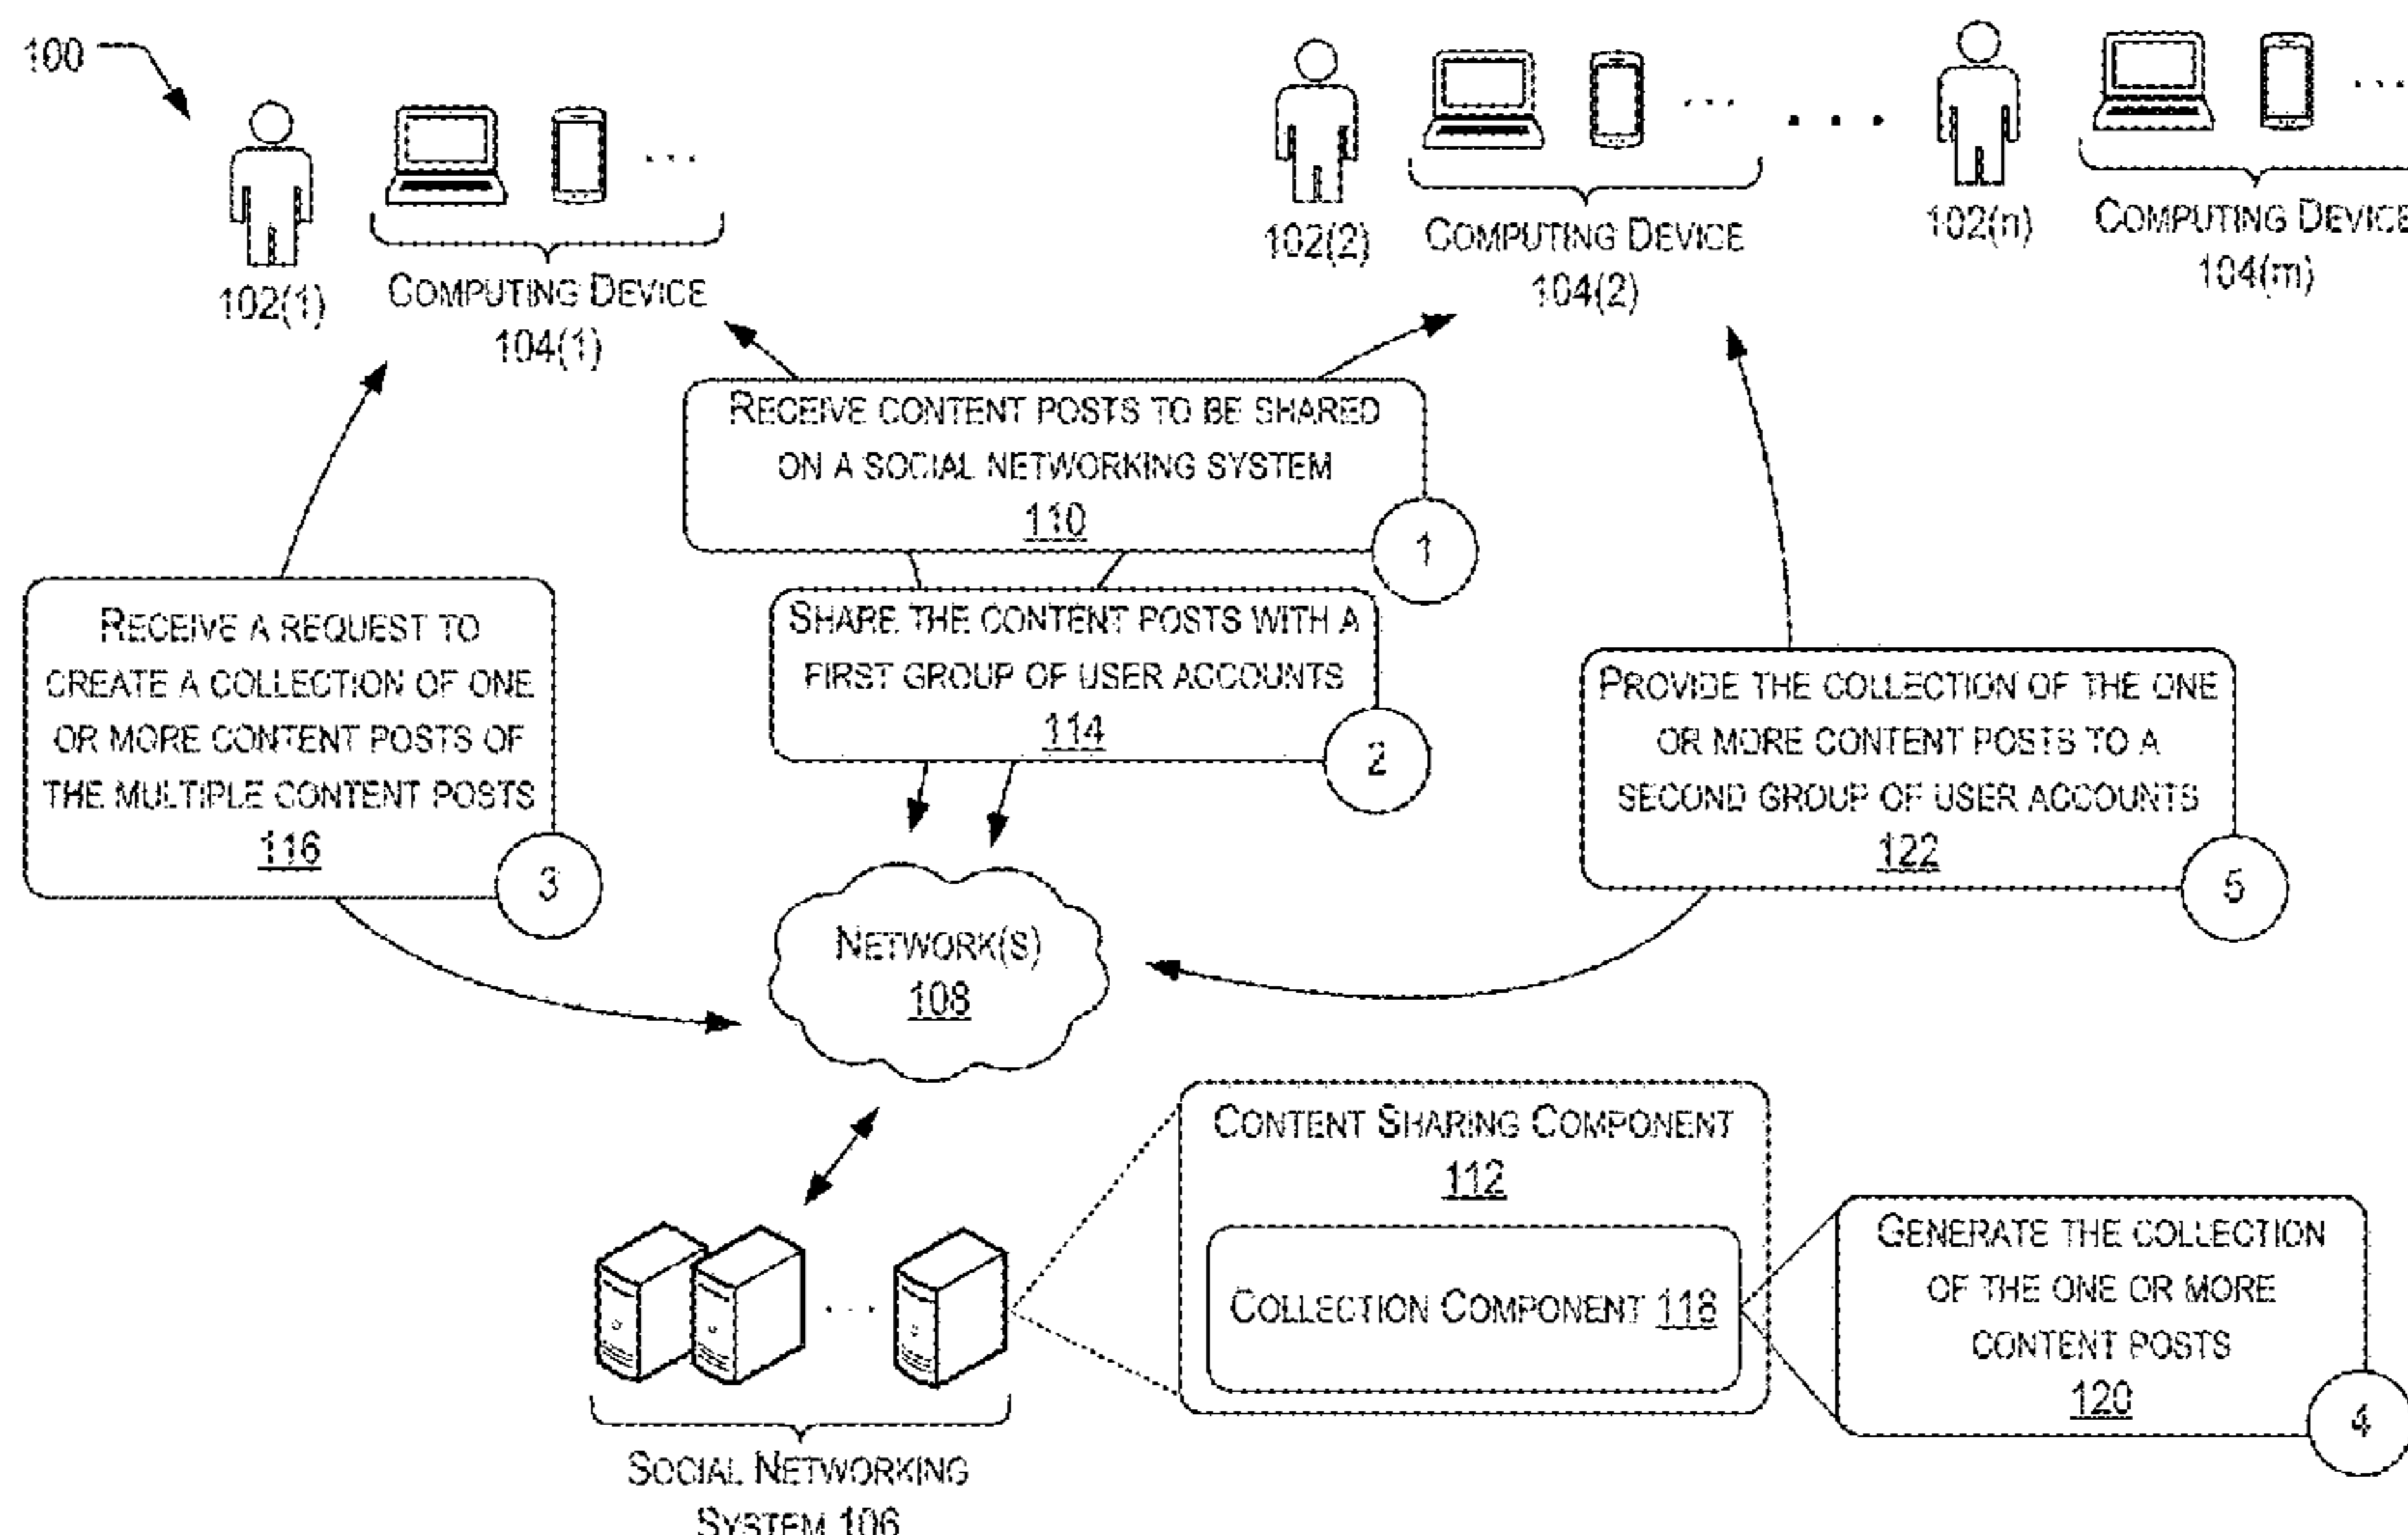 100
102(1)
COMPUTING DEVICE
104(1)
102(2)
COMPUTING DEVICE
104(2)
102(n)
COMPUTING DEVICE
104(m)
RECEIVE CONTENT POSTS TO BE SHARED
ON A SOCIAL NETWORKING SYSTEM
110
1
SHARE THE CONTENT POSTS WITH A
FIRST GROUP OF USER ACCOUNTS
114
2
RECEIVE A REQUEST TO
CREATE A COLLECTION OF ONE
OR MORE CONTENT POSTS OF
THE MULTIPLE CONTENT POSTS
116
3
PROVIDE THE COLLECTION OF THE ONE
OR MORE CONTENT POSTS TO A
SECOND GROUP OF USER ACCOUNTS
122
5
NETWORK(S)
108
CONTENT SHARING COMPONENT
112
COLLECTION COMPONENT 118
GENERATE THE COLLECTION
OF THE ONE OR MORE
CONTENT POSTS
120
4
SOCIAL NETWORKING
SYSTEM 106